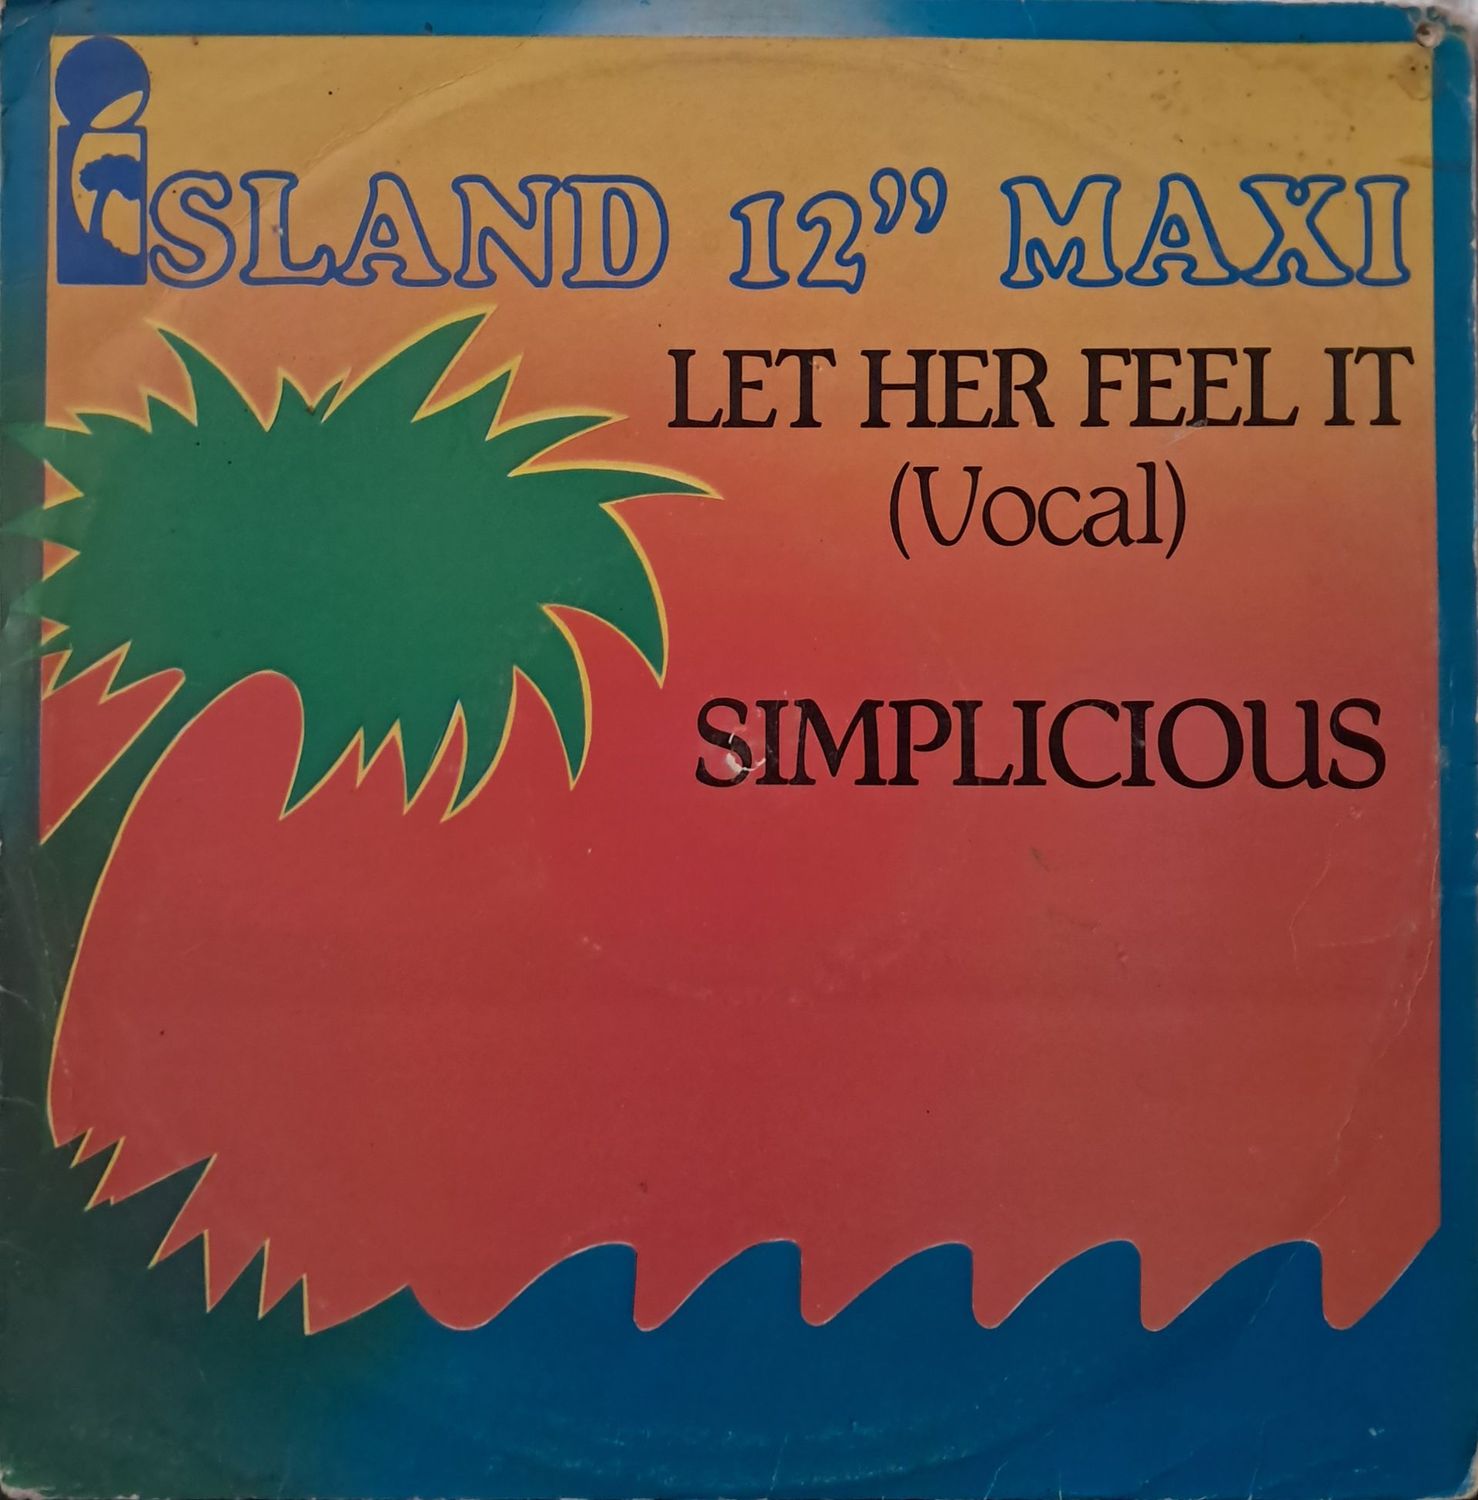 iSLAND 12" MAXI
LET HER FEEL IT
(Vocal)
SIMPLICIOUS